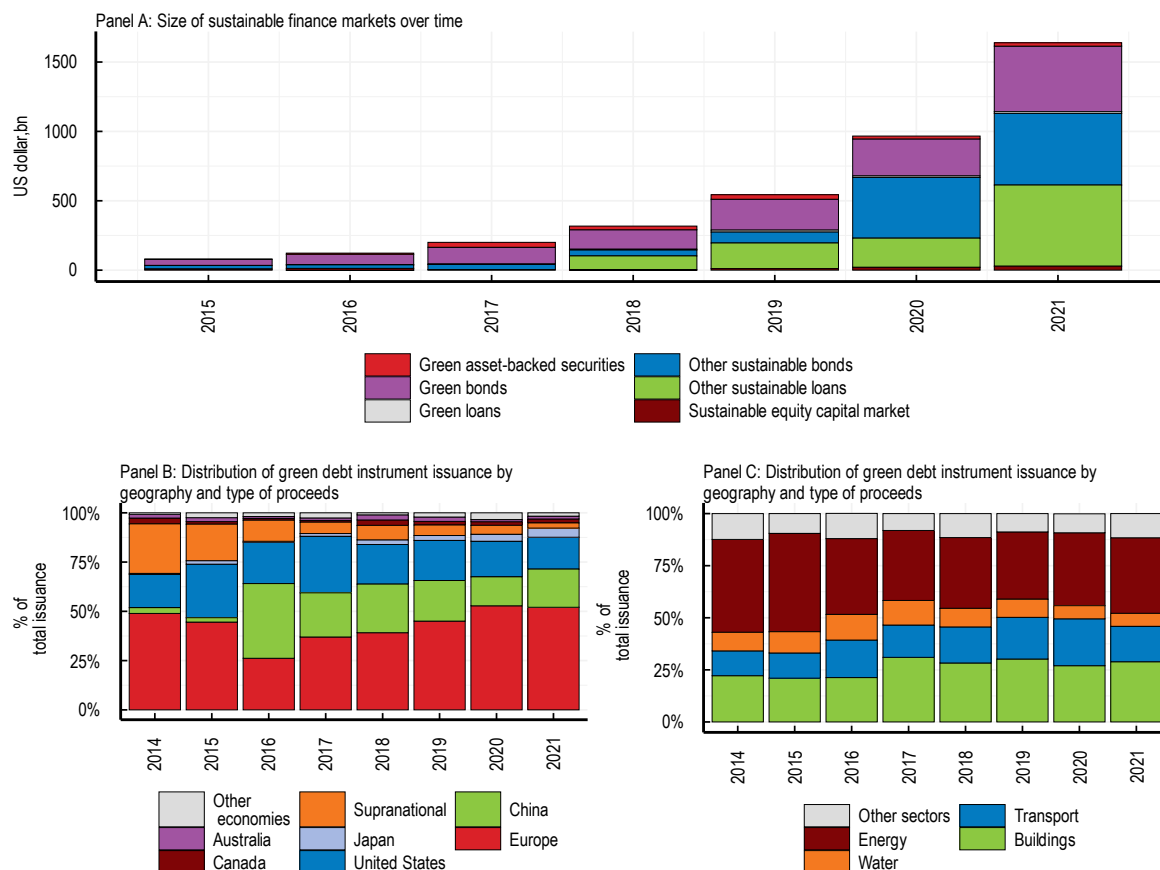 Panel A: Size of sustainable finance markets over time
US dollar,bn
1500
1000
500
0
2015
2016
2017
2018
2019
2020
2021
Green asset-backed securities
Green bonds
Green loans
Other sustainable bonds
Other sustainable loans
Sustainable equity capital market
Panel B: Distribution of green debt instrument issuance by
geography and type of proceeds
% of
total issuance
100%
75%
50%
25%
0%
2014
2015
2016
2017
2018
2019
2020
2021
Other
economies
Australia
Canada
Supranational
Japan
United States
China
Europe
Panel C: Distribution of green debt instrument issuance by
geography and type of proceeds
% of
total issuance
100%
75%
50%
25%
0%
2014
2015
2016
2017
2018
2019
2020
2021
Other sectors
Energy
Water
Transport
Buildings